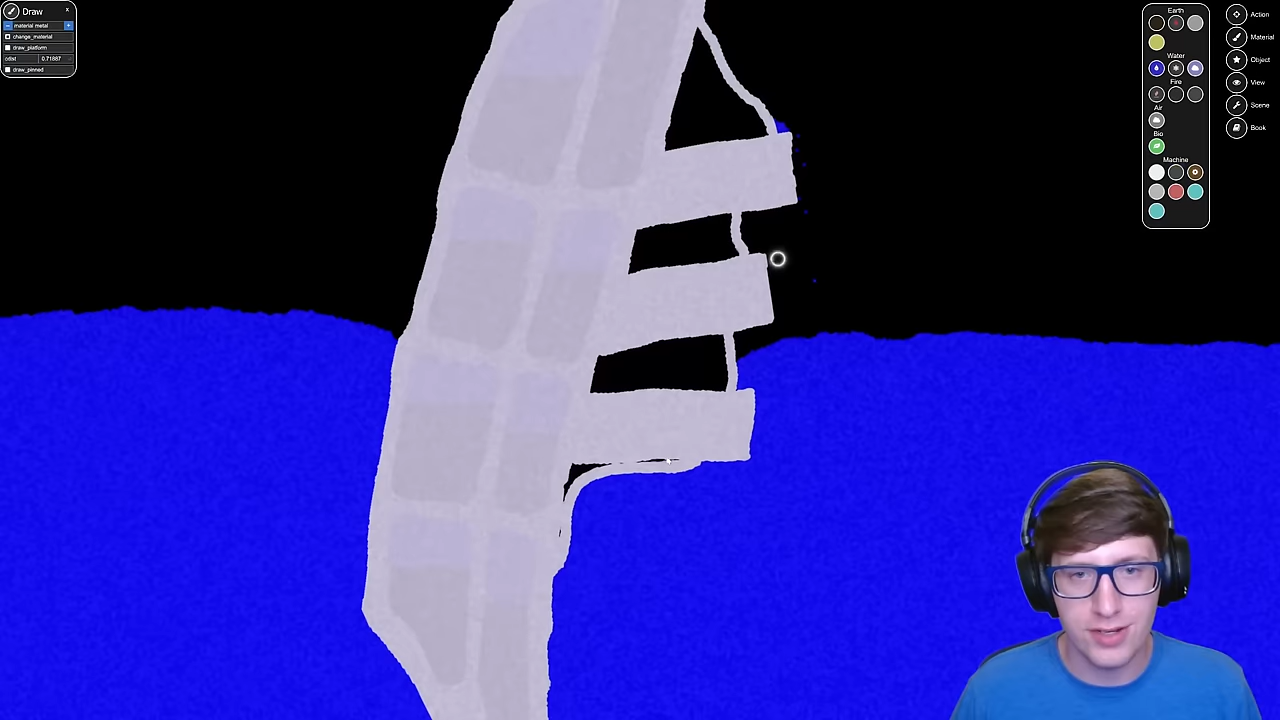 Draw x
- material metal +
change_material
draw_platform
cdist 0.71887
draw_pinned
Earth
Water
Fire
Air
Bio
Machine
Action
Material
Object
View
Scene
Book